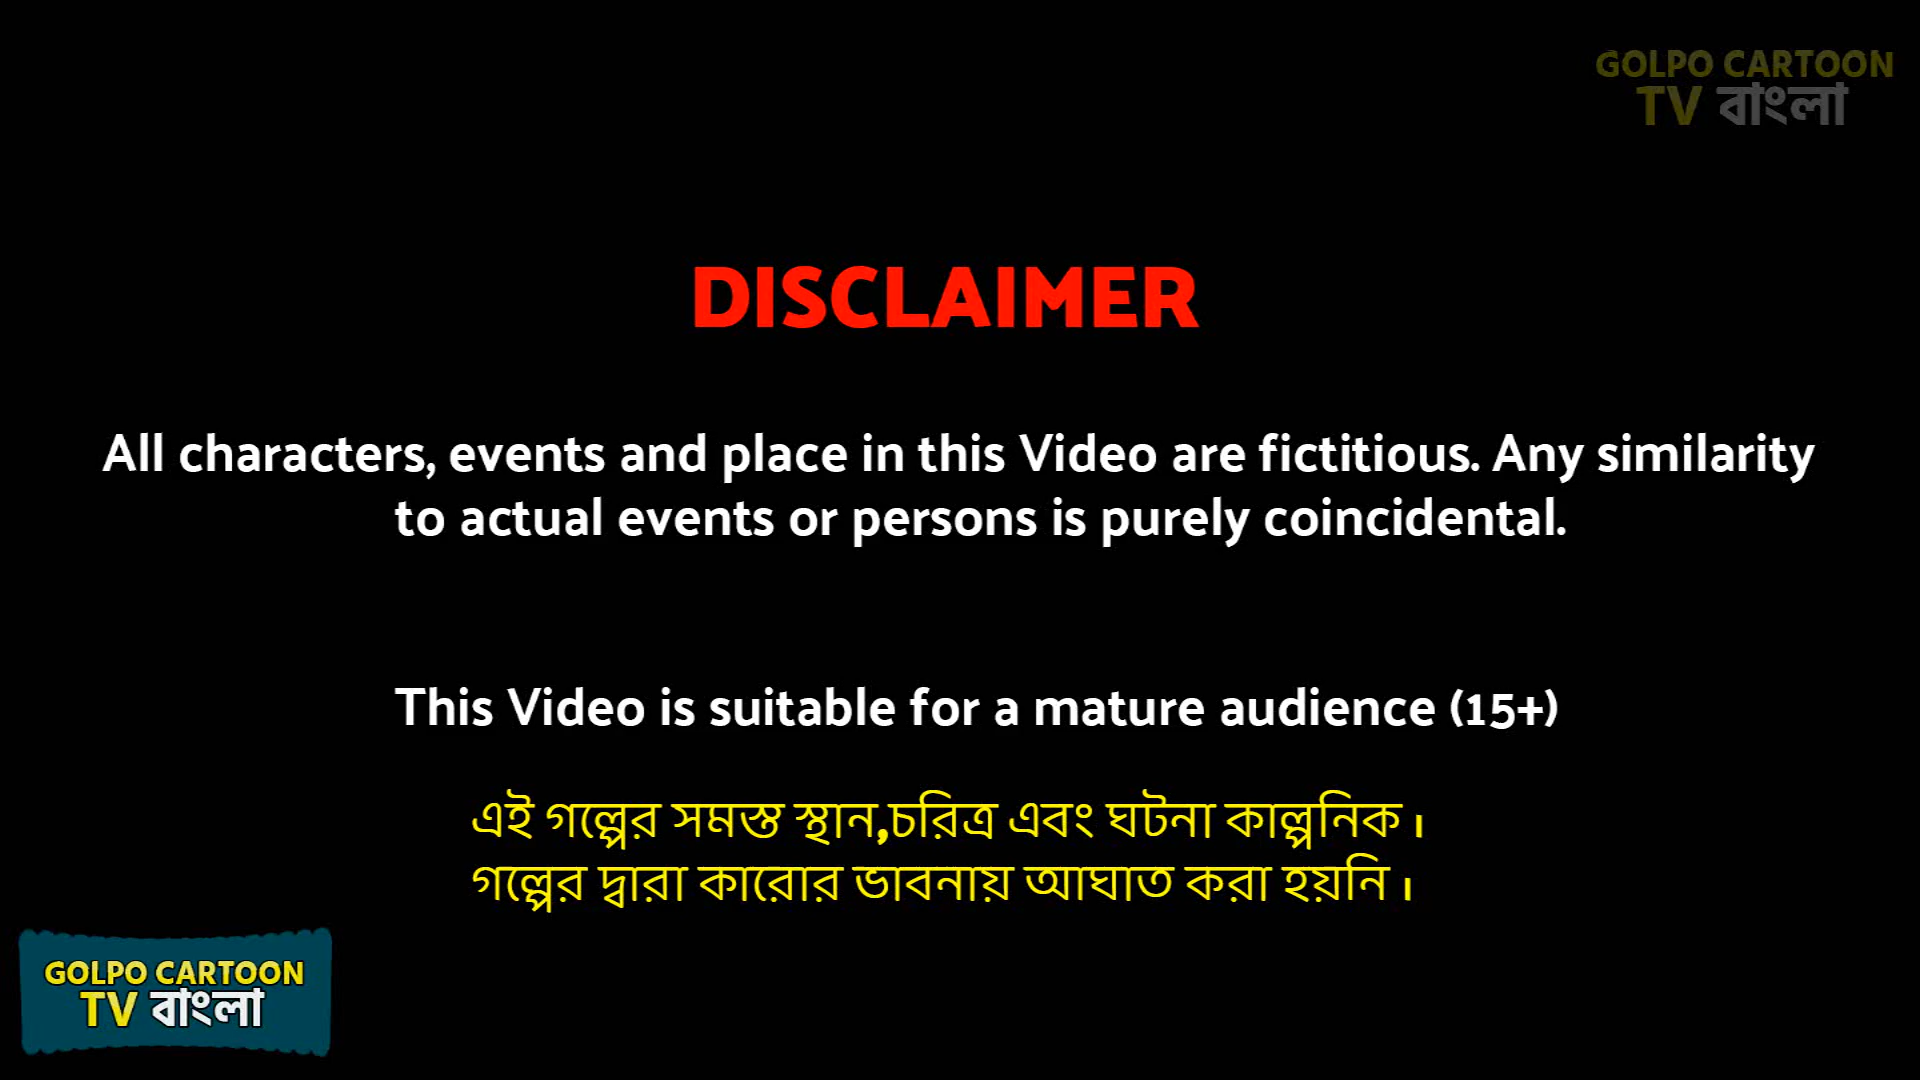 GOLPO CARTOON
TV বাংলা
DISCLAIMER
All characters, events and place in this Video are fictitious. Any similarity
to actual events or persons is purely coincidental.
This Video is suitable for a mature audience (15+)
এই গল্পের সমস্ত স্থান,চরিত্র এবং ঘটনা কাল্পনিক।
গল্পের দ্বারা কারোর ভাবনায় আঘাত করা হয়নি।
GOLPO CARTOON
TV বাংলা